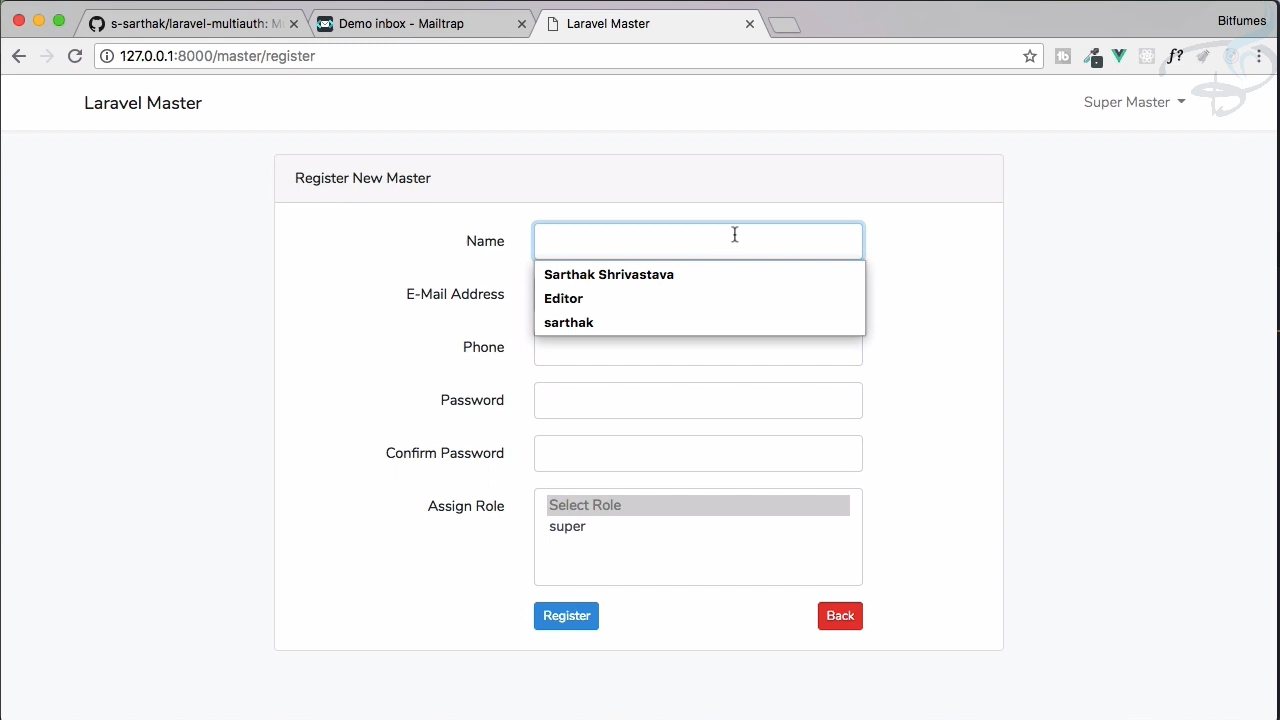 s-sarthak/laravel-multiauth: M
Demo inbox - Mailtrap
Laravel Master
Bitfumes
127.0.0.1:8000/master/register
f?
Laravel Master
Super Master
Register New Master
Name
Sarthak Shrivastava
Editor
sarthak
E-Mail Address
Phone
Password
Confirm Password
Assign Role
Select Role
super
Register
Back